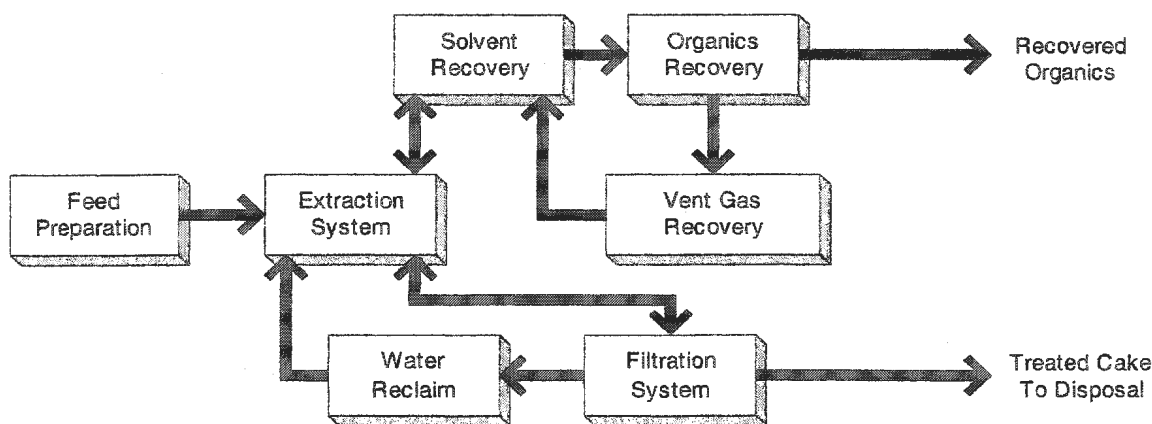 Solvent
Recovery
Organics
Recovery
Recovered
Organics
Feed
Preparation
Extraction
System
Vent Gas
Recovery
Water
Reclaim
Filtration
System
Treated Cake
To Disposal